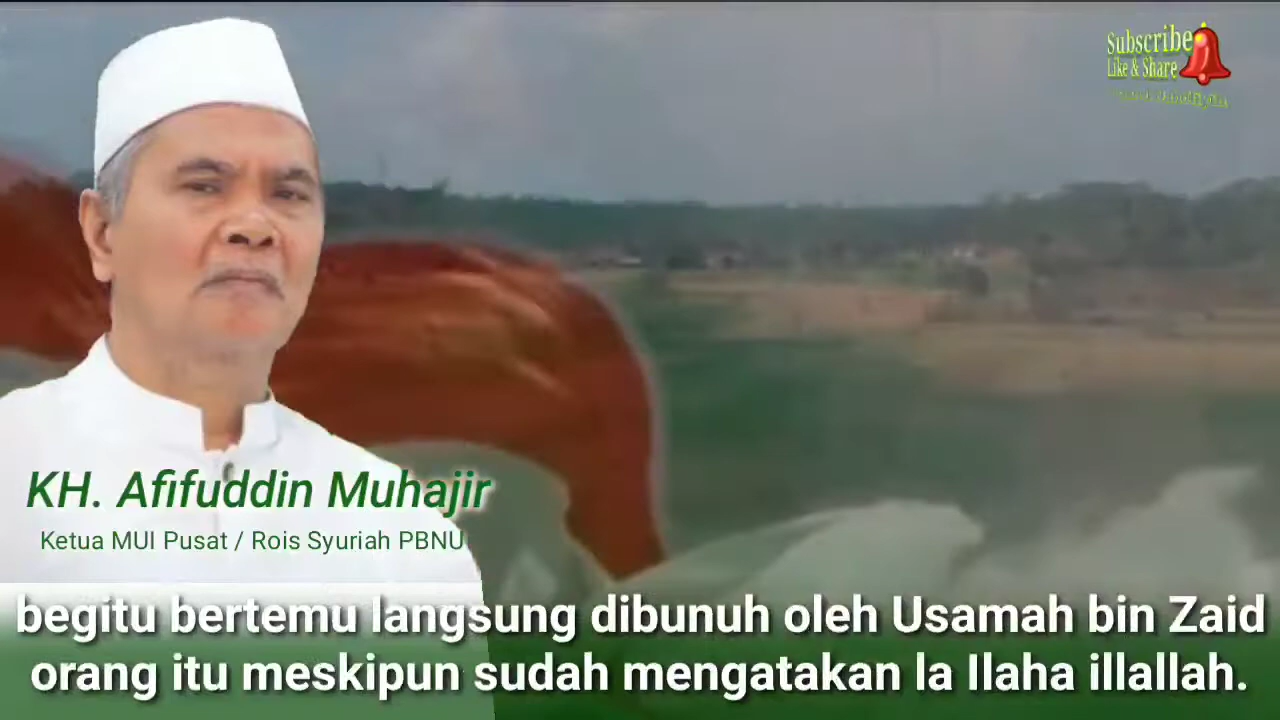 Subscribe
Like & Share
KH. Afifuddin Muhajir
Ketua MUI Pusat / Rois Syuriah PBNU
begitu bertemu langsung dibunuh oleh Usamah bin Zaid
orang itu meskipun sudah mengatakan la Ilaha illallah.